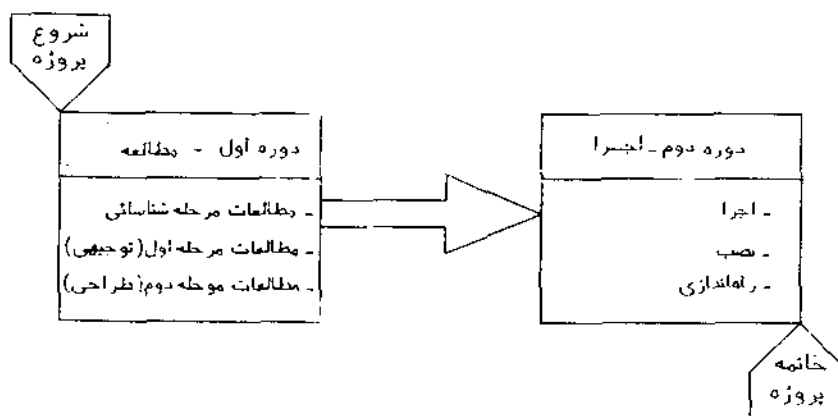 شروع
پروژه
دوره اول - مطالعه
- مطالعات مرحله شناسائی
- مطالعات مرحله اول(توجیهی)
- مطالعات مرحله دوم(طراحی)
دوره دوم - اجرا
- اجرا
- نصب
- راه‌اندازی
خاتمه
پروژه